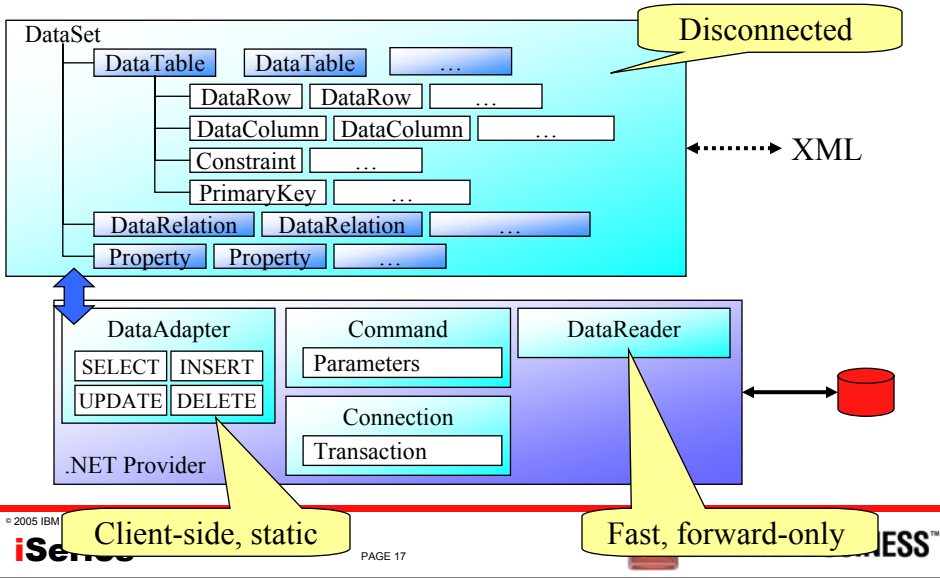 DataSet
Disconnected
DataTable DataTable …
DataRow DataRow …
DataColumn DataColumn …
Constraint …
PrimaryKey …
DataRelation DataRelation …
Property Property …
XML
DataAdapter
SELECT INSERT
UPDATE DELETE
Command
Parameters
Connection
Transaction
DataReader
.NET Provider
Client-side, static
Fast, forward-only
© 2005 IBM
PAGE 17